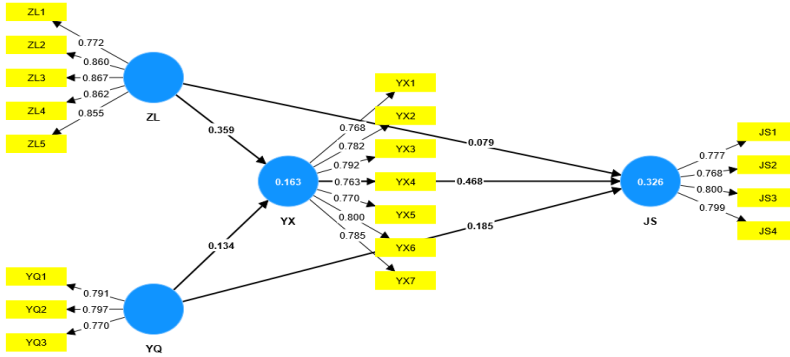 ZL1
0.772
ZL2
0.860
ZL3
0.867
ZL4
0.862
ZL5
0.855
ZL
0.359
0.079
YX1
0.768
YX2
0.782
YX3
0.792
0.163
0.763
YX4
0.468
YX
0.770
YX5
0.800
YX6
0.785
YX7
0.134
0.185
JS1
0.777
JS2
0.768
0.326
0.800
JS3
0.799
JS4
JS
YQ1
0.791
YQ2
0.797
YQ3
0.770
YQ